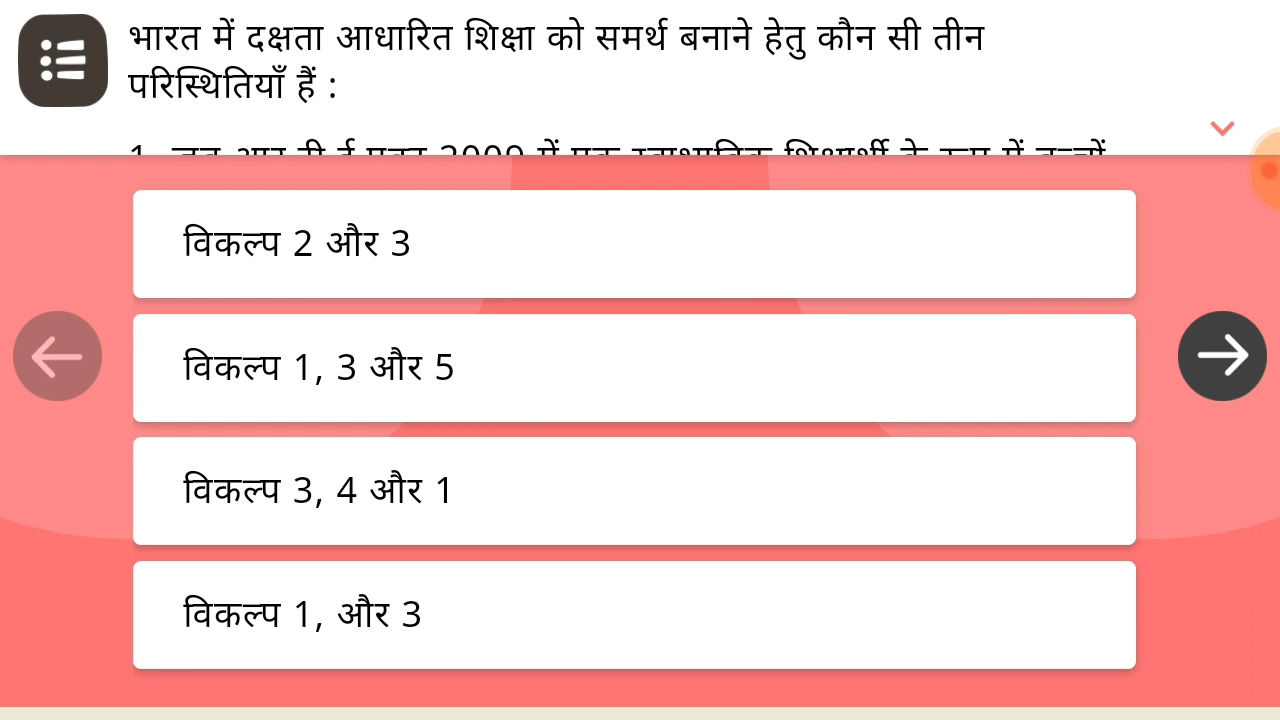 भारत में दक्षता आधारित शिक्षा को समर्थ बनाने हेतु कौन सी तीन
परिस्थितियाँ हैं :
विकल्प 2 और 3
विकल्प 1, 3 और 5
विकल्प 3, 4 और 1
विकल्प 1, और 3